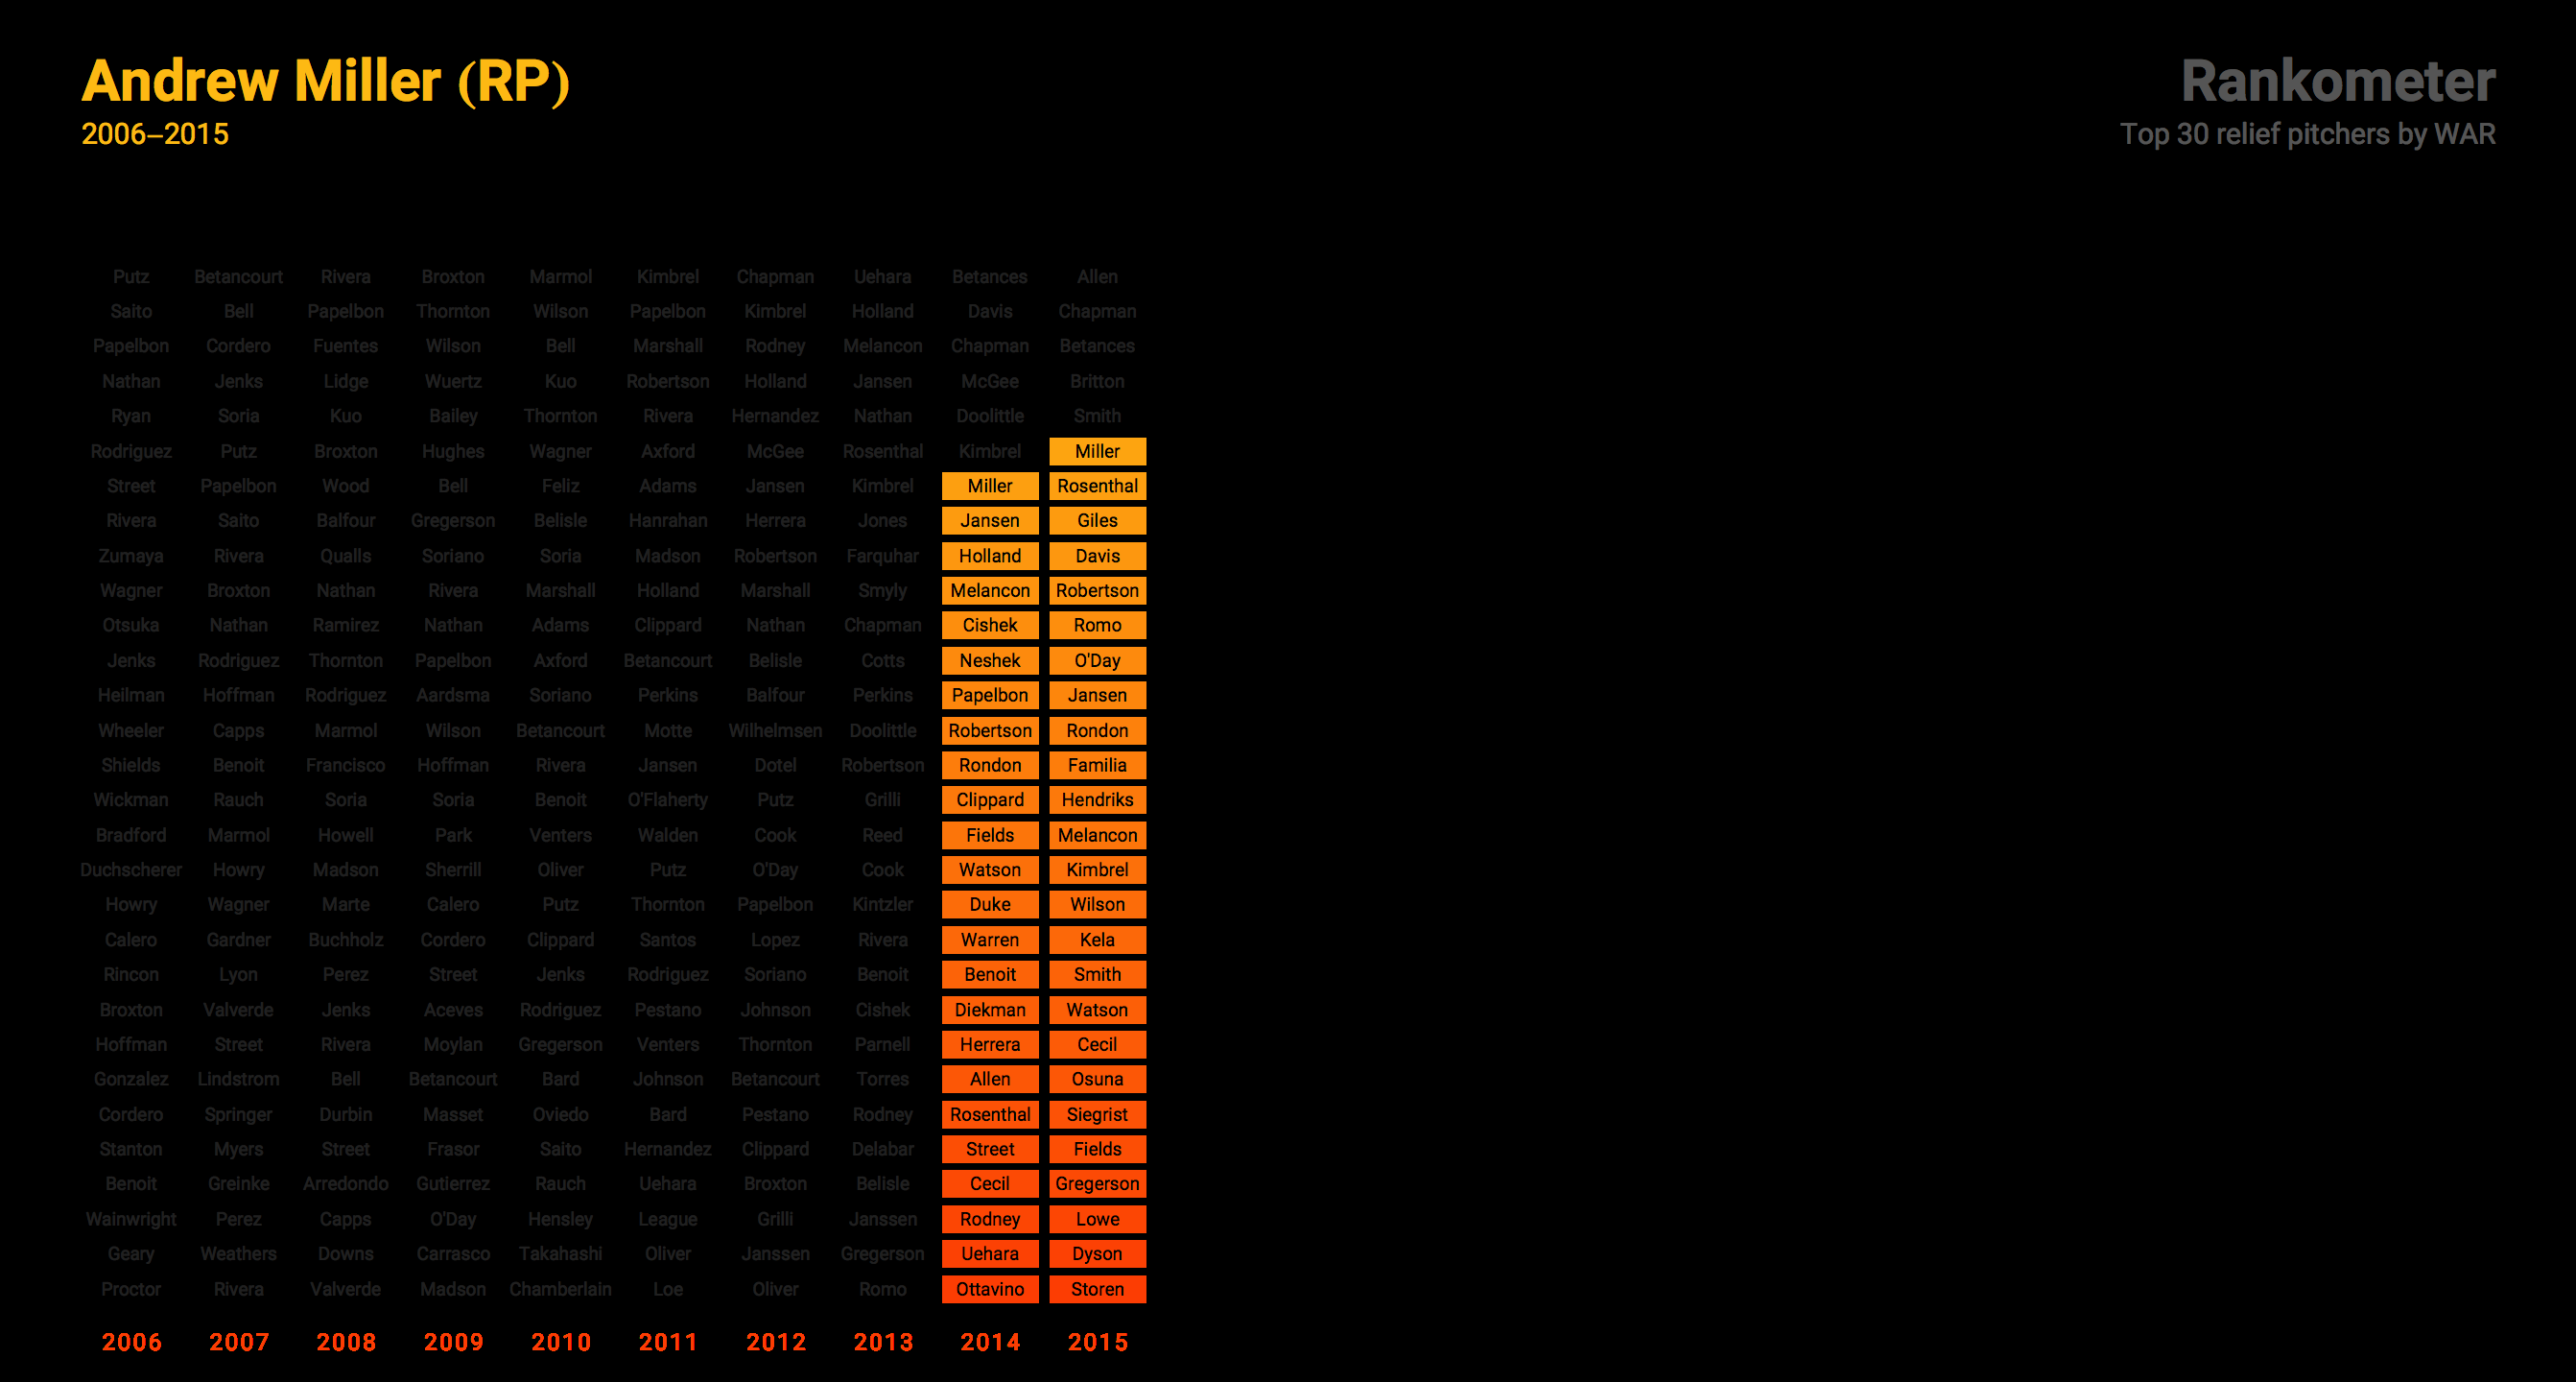 Andrew Miller (RP)
2006–2015
Rankometer
Top 30 relief pitchers by WAR
Putz Betancourt Rivera Broxton Marmol Kimbrel Chapman Uehara Betances Allen
Saito Bell Papelbon Thornton Wilson Papelbon Kimbrel Holland Davis Chapman
Papelbon Cordero Fuentes Wilson Bell Marshall Rodney Melancon Chapman Betances
Nathan Jenks Lidge Wuertz Kuo Robertson Holland Jansen McGee Britton
Ryan Soria Kuo Bailey Thornton Rivera Hernandez Nathan Doolittle Smith
Rodriguez Putz Broxton Hughes Wagner Axford McGee Rosenthal Kimbrel Miller
Street Papelbon Wood Bell Feliz Adams Jansen Kimbrel Miller Rosenthal
Rivera Saito Balfour Gregerson Belisle Hanrahan Herrera Jones Jansen Giles
Zumaya Rivera Qualls Soriano Soria Madson Robertson Farquhar Holland Davis
Wagner Broxton Nathan Rivera Marshall Holland Marshall Smyly Melancon Robertson
Otsuka Nathan Ramirez Nathan Adams Clippard Nathan Chapman Cishek Romo
Jenks Rodriguez Thornton Papelbon Axford Betancourt Belisle Cotts Neshek O'Day
Heilman Hoffman Rodriguez Aardsma Soriano Perkins Balfour Perkins Papelbon Jansen
Wheeler Capps Marmol Wilson Betancourt Motte Wilhelmsen Doolittle Robertson Rondon
Shields Benoit Francisco Hoffman Rivera Jansen Dotel Robertson Rondon Familia
Wickman Rauch Soria Soria Benoit O'Flaherty Putz Grilli Clippard Hendriks
Bradford Marmol Howell Park Venters Walden Cook Reed Fields Melancon
Duchscherer Howry Madson Sherrill Oliver Putz O'Day Cook Watson Kimbrel
Howry Wagner Marte Calero Putz Thornton Papelbon Kintzler Duke Wilson
Calero Gardner Buchholz Cordero Clippard Santos Lopez Rivera Warren Kela
Rincon Lyon Perez Street Jenks Rodriguez Soriano Benoit Benoit Smith
Broxton Valverde Jenks Aceves Rodriguez Pestano Johnson Cishek Diekman Watson
Hoffman Street Rivera Moylan Gregerson Venters Thornton Parnell Herrera Cecil
Gonzalez Lindstrom Bell Betancourt Bard Johnson Betancourt Torres Allen Osuna
Cordero Springer Durbin Masset Oviedo Bard Pestano Rodney Rosenthal Siegrist
Stanton Myers Street Frasor Saito Hernandez Clippard Delabar Street Fields
Benoit Greinke Arredondo Gutierrez Rauch Uehara Broxton Belisle Cecil Gregerson
Wainwright Perez Capps O'Day Hensley League Grilli Janssen Rodney Lowe
Geary Weathers Downs Carrasco Takahashi Oliver Janssen Gregerson Uehara Dyson
Proctor Rivera Valverde Madson Chamberlain Loe Oliver Romo Ottavino Storen
2006 2007 2008 2009 2010 2011 2012 2013 2014 2015